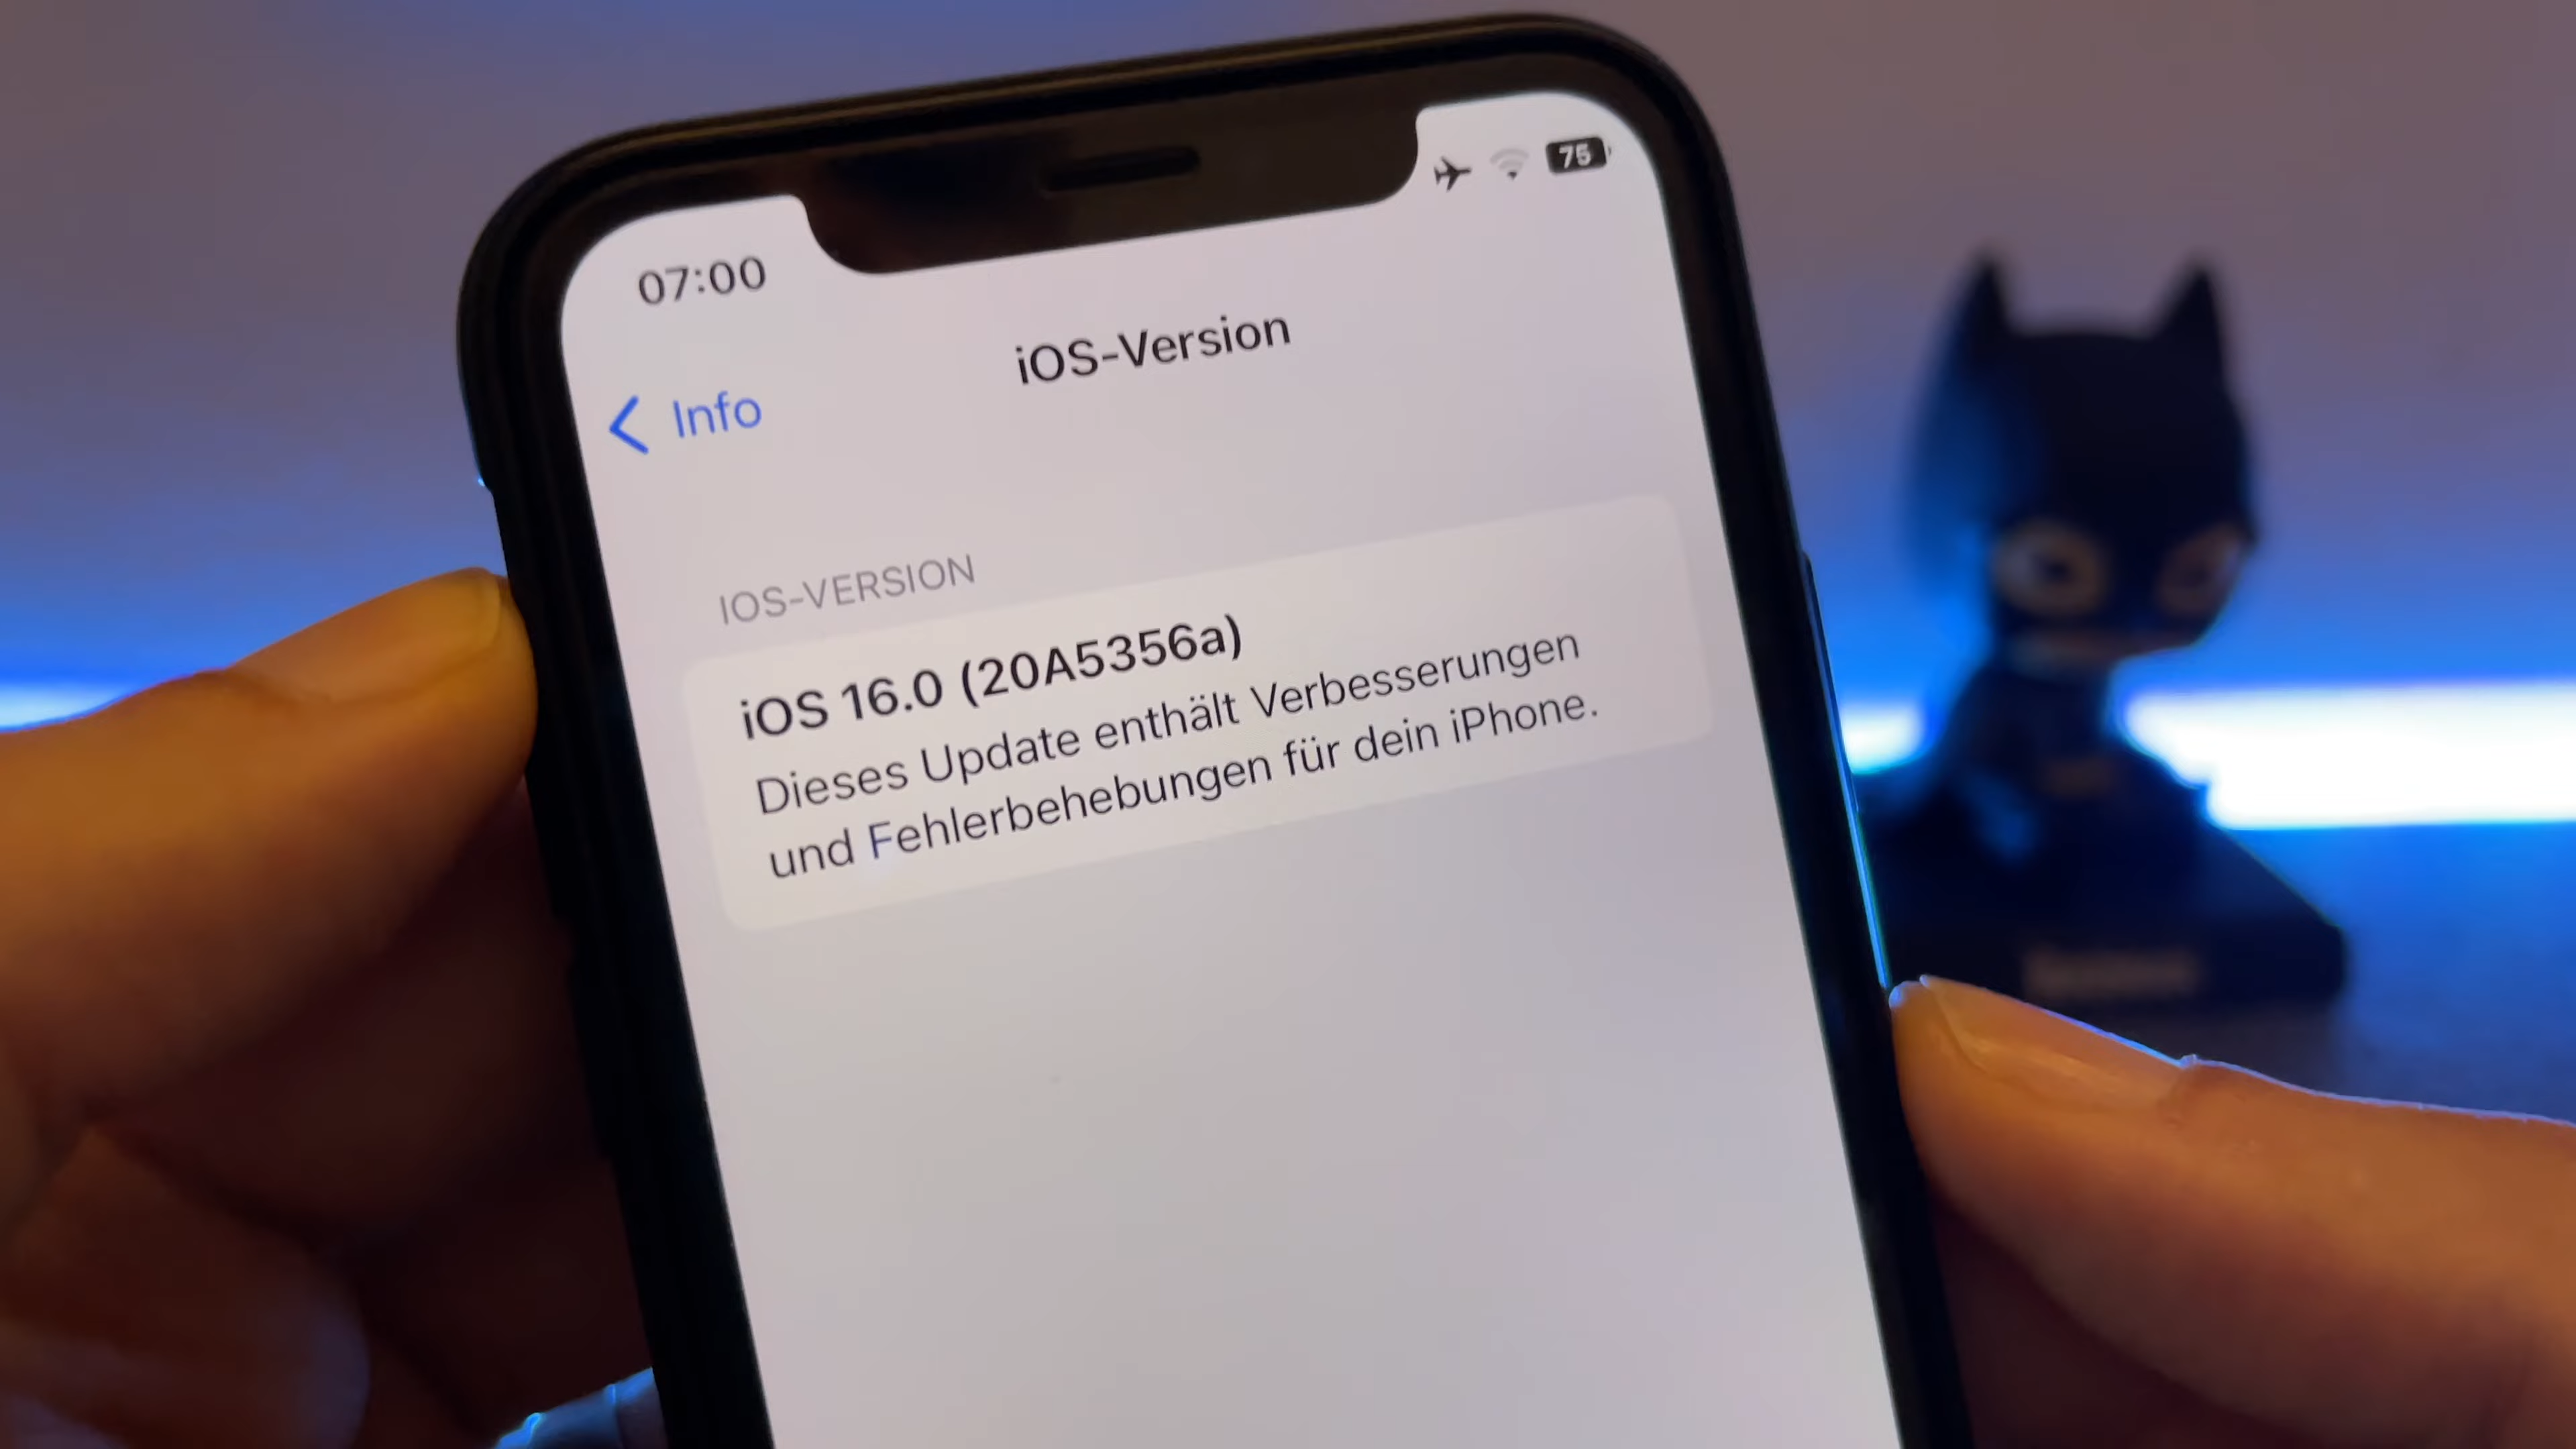 07:00
75
iOS-Version
Info
IOS-VERSION
iOS 16.0 (20A5356a)
Dieses Update enthält Verbesserungen
und Fehlerbehebungen für dein iPhone.